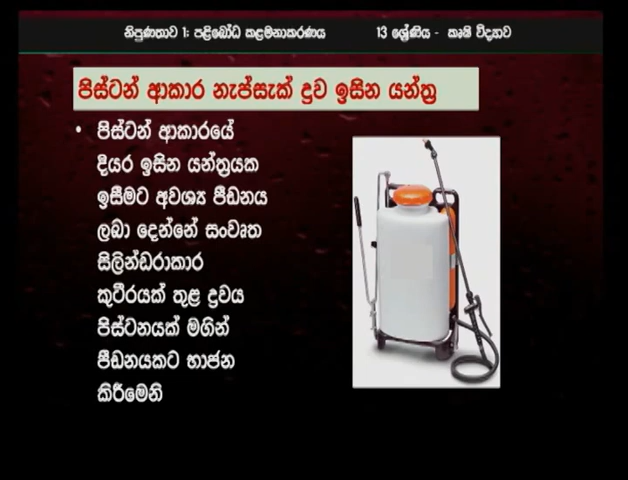 නිපුණතාව 1: පළිබෝධ කළමනාකරණය 13 ශ්‍රේණිය - කෘෂි විද්‍යාව
පිස්ටන් ආකාර නැප්සැක් ද්‍රව ඉසින යන්ත්‍ර
• පිස්ටන් ආකාරයේ
දියර ඉසින යන්ත්‍රයක
ඉසීමට අවශ්‍ය පීඩනය
ලබා දෙන්නේ සංවෘත
සිලින්ඩරාකාර
කුටීරයක් තුළ ද්‍රවය
පිස්ටනයක් මගින්
පීඩනයකට භාජන
කිරීමෙනි